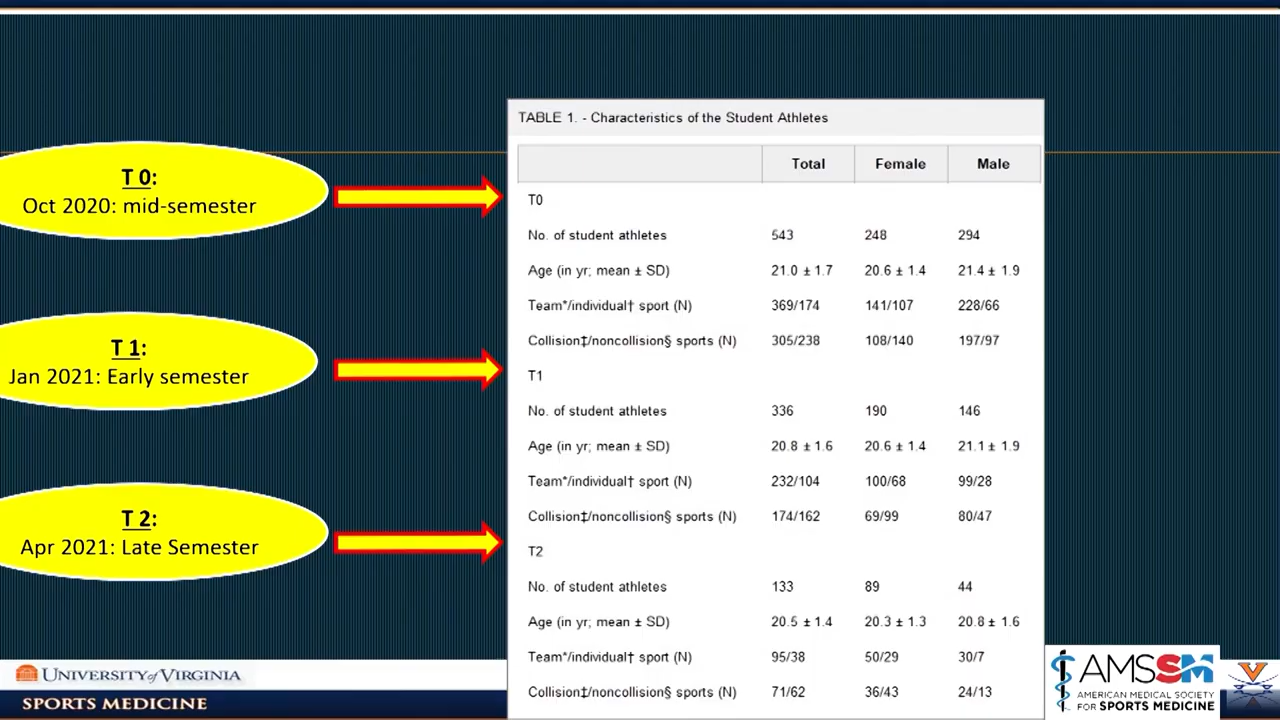 TABLE 1. - Characteristics of the Student Athletes
Total Female Male
T 0:
Oct 2020: mid-semester
T0
No. of student athletes 543 248 294
Age (in yr; mean ± SD) 21.0 ± 1.7 20.6 ± 1.4 21.4 ± 1.9
Team*/individual† sport (N) 369/174 141/107 228/66
Collision‡/noncollision§ sports (N) 305/238 108/140 197/97
T 1:
Jan 2021: Early semester
T1
No. of student athletes 336 190 146
Age (in yr; mean ± SD) 20.8 ± 1.6 20.6 ± 1.4 21.1 ± 1.9
Team*/individual† sport (N) 232/104 100/68 99/28
Collision‡/noncollision§ sports (N) 174/162 69/99 80/47
T 2:
Apr 2021: Late Semester
T2
No. of student athletes 133 89 44
Age (in yr; mean ± SD) 20.5 ± 1.4 20.3 ± 1.3 20.8 ± 1.6
Team*/individual† sport (N) 95/38 50/29 30/7
Collision‡/noncollision§ sports (N) 71/62 36/43 24/13
UNIVERSITY of VIRGINIA
SPORTS MEDICINE
AMSSM
AMERICAN MEDICAL SOCIETY
FOR SPORTS MEDICINE